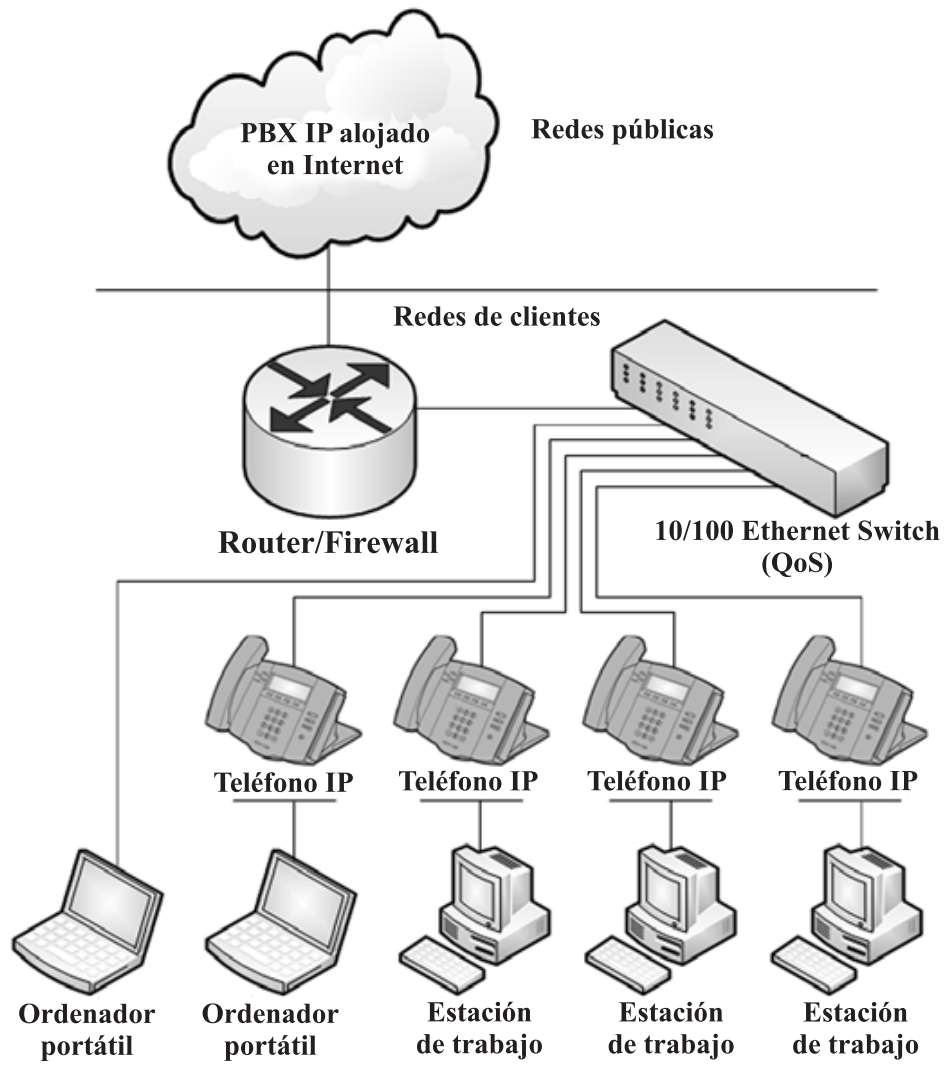 PBX IP alojado
en Internet
Redes públicas
Redes de clientes
Router/Firewall
10/100 Ethernet Switch
(QoS)
Teléfono IP
Teléfono IP
Teléfono IP
Teléfono IP
Ordenador
portátil
Ordenador
portátil
Estación
de trabajo
Estación
de trabajo
Estación
de trabajo